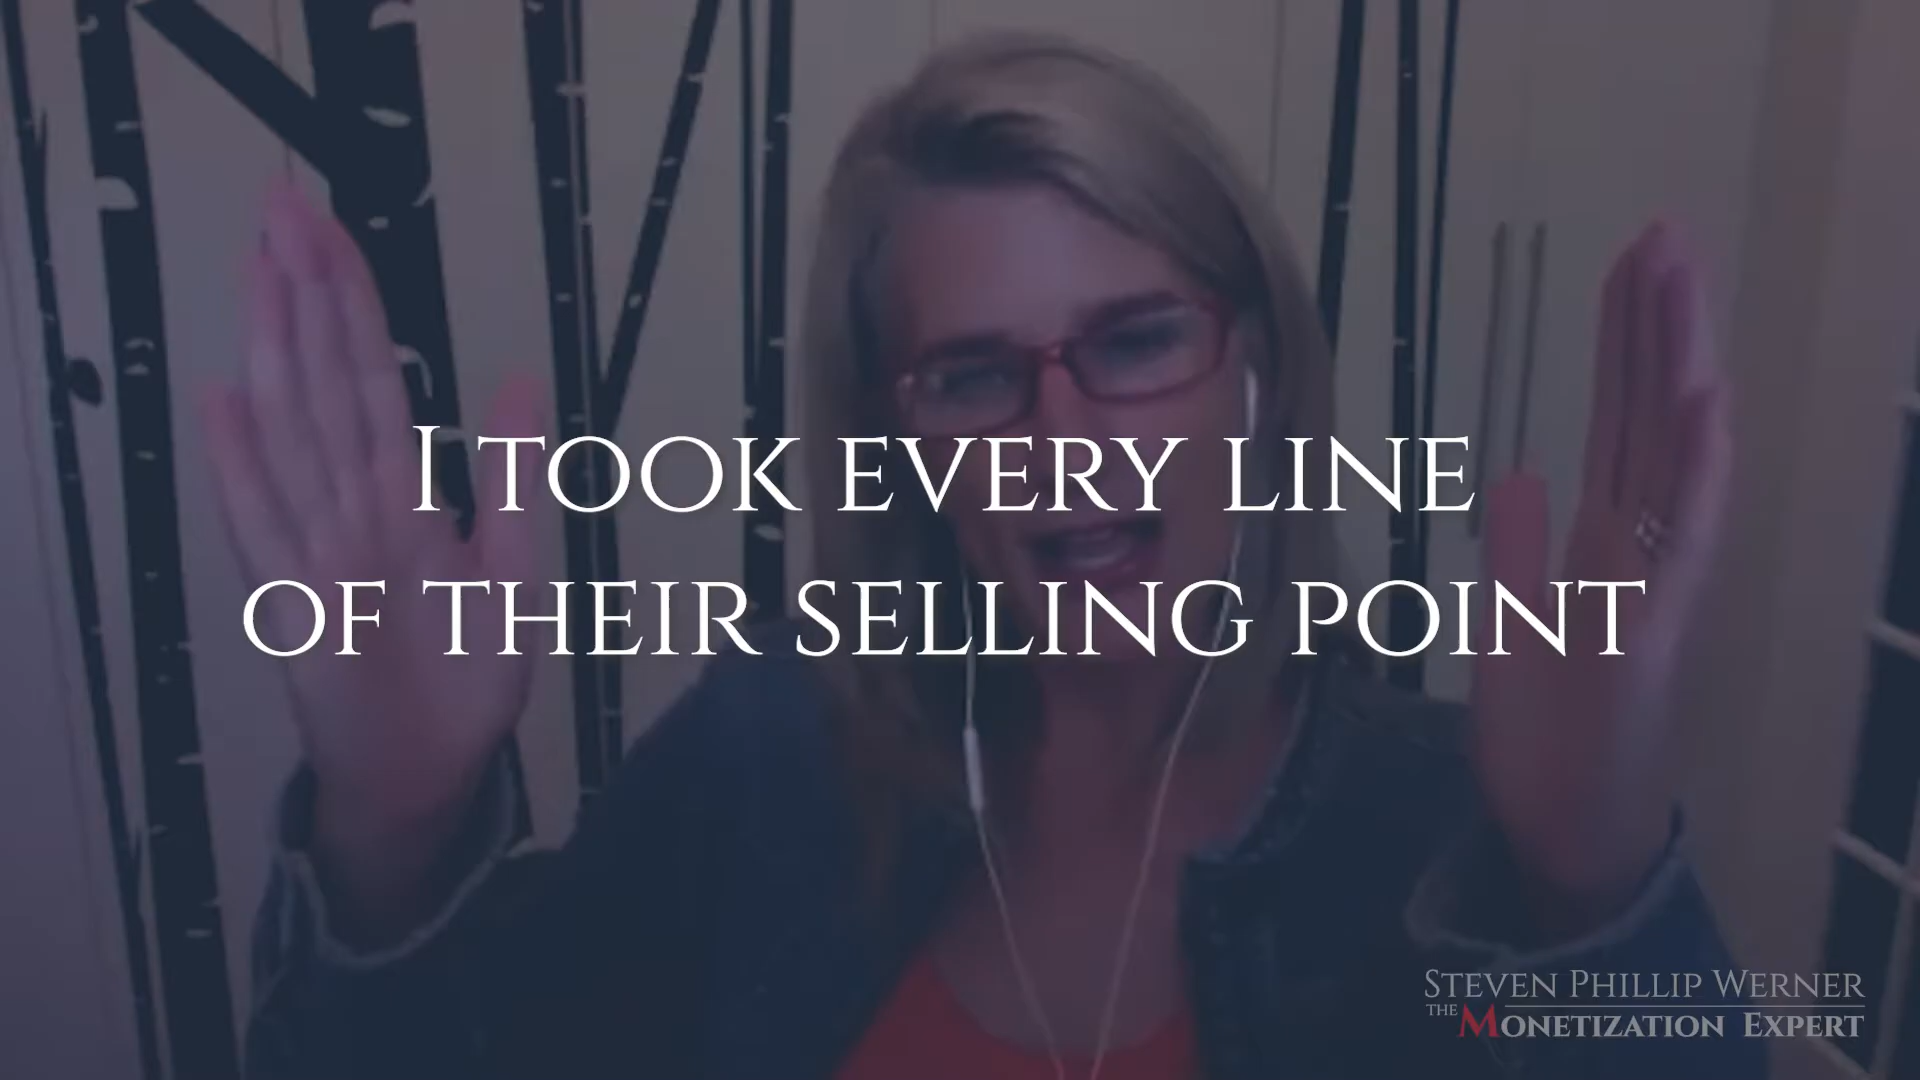 I TOOK EVERY LINE
OF THEIR SELLING POINT
STEVEN PHILLIP WERNER
THE MONETIZATION EXPERT